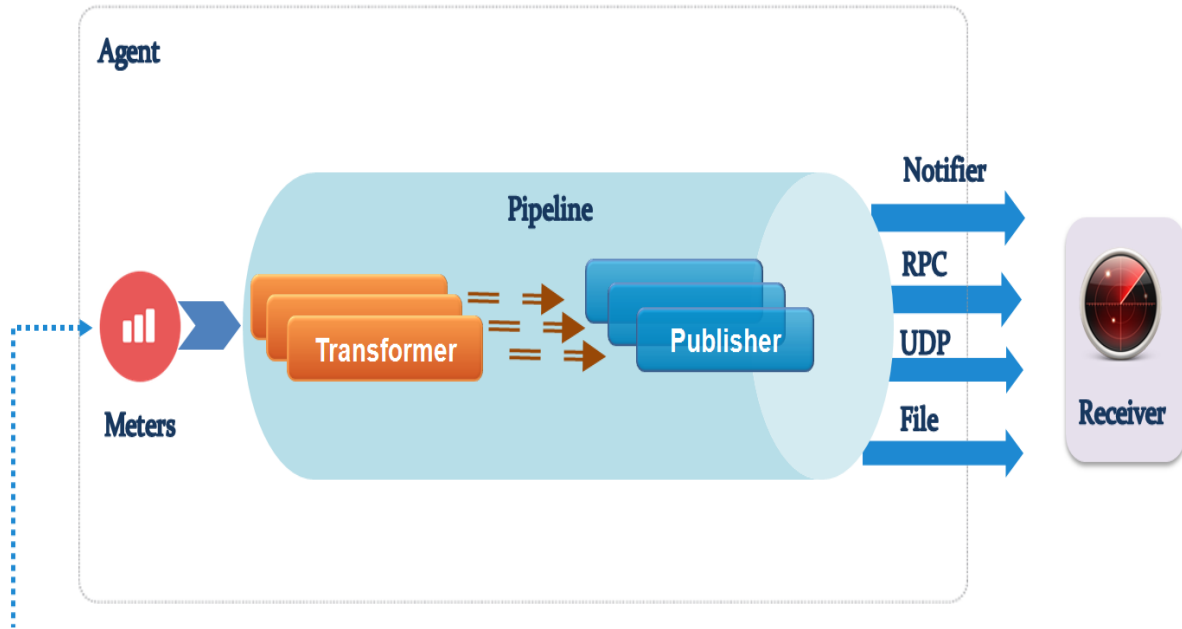 Agent
Notifier
Pipeline
RPC
Transformer
Publisher
UDP
Meters
File
Receiver